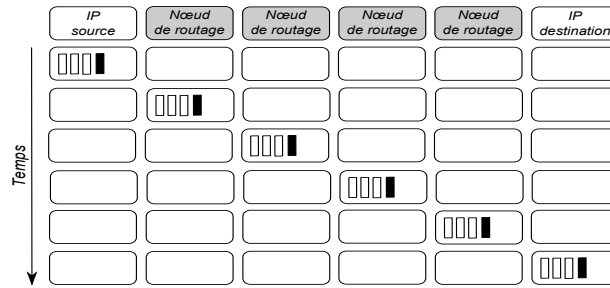 IP
source
Nœud
de routage
Nœud
de routage
Nœud
de routage
Nœud
de routage
IP
destination
Temps